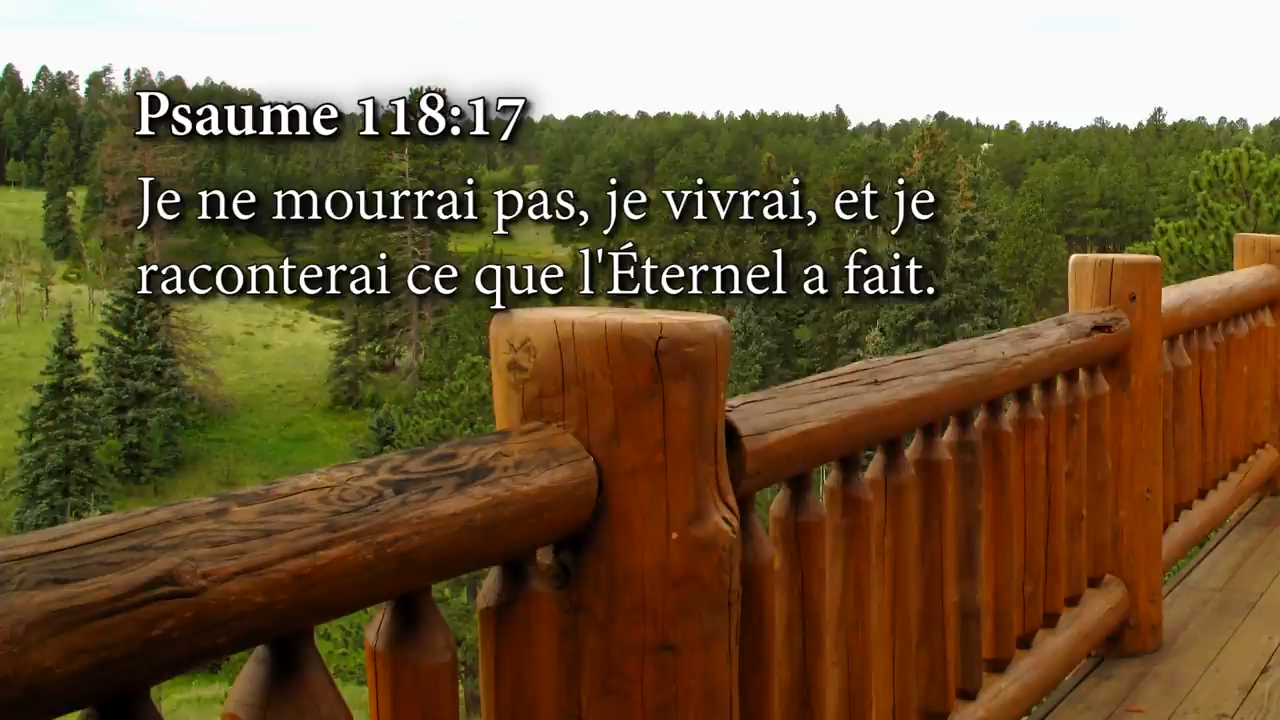 Psaume 118:17
Je ne mourrai pas, je vivrai, et je
raconterai ce que l'Éternel a fait.